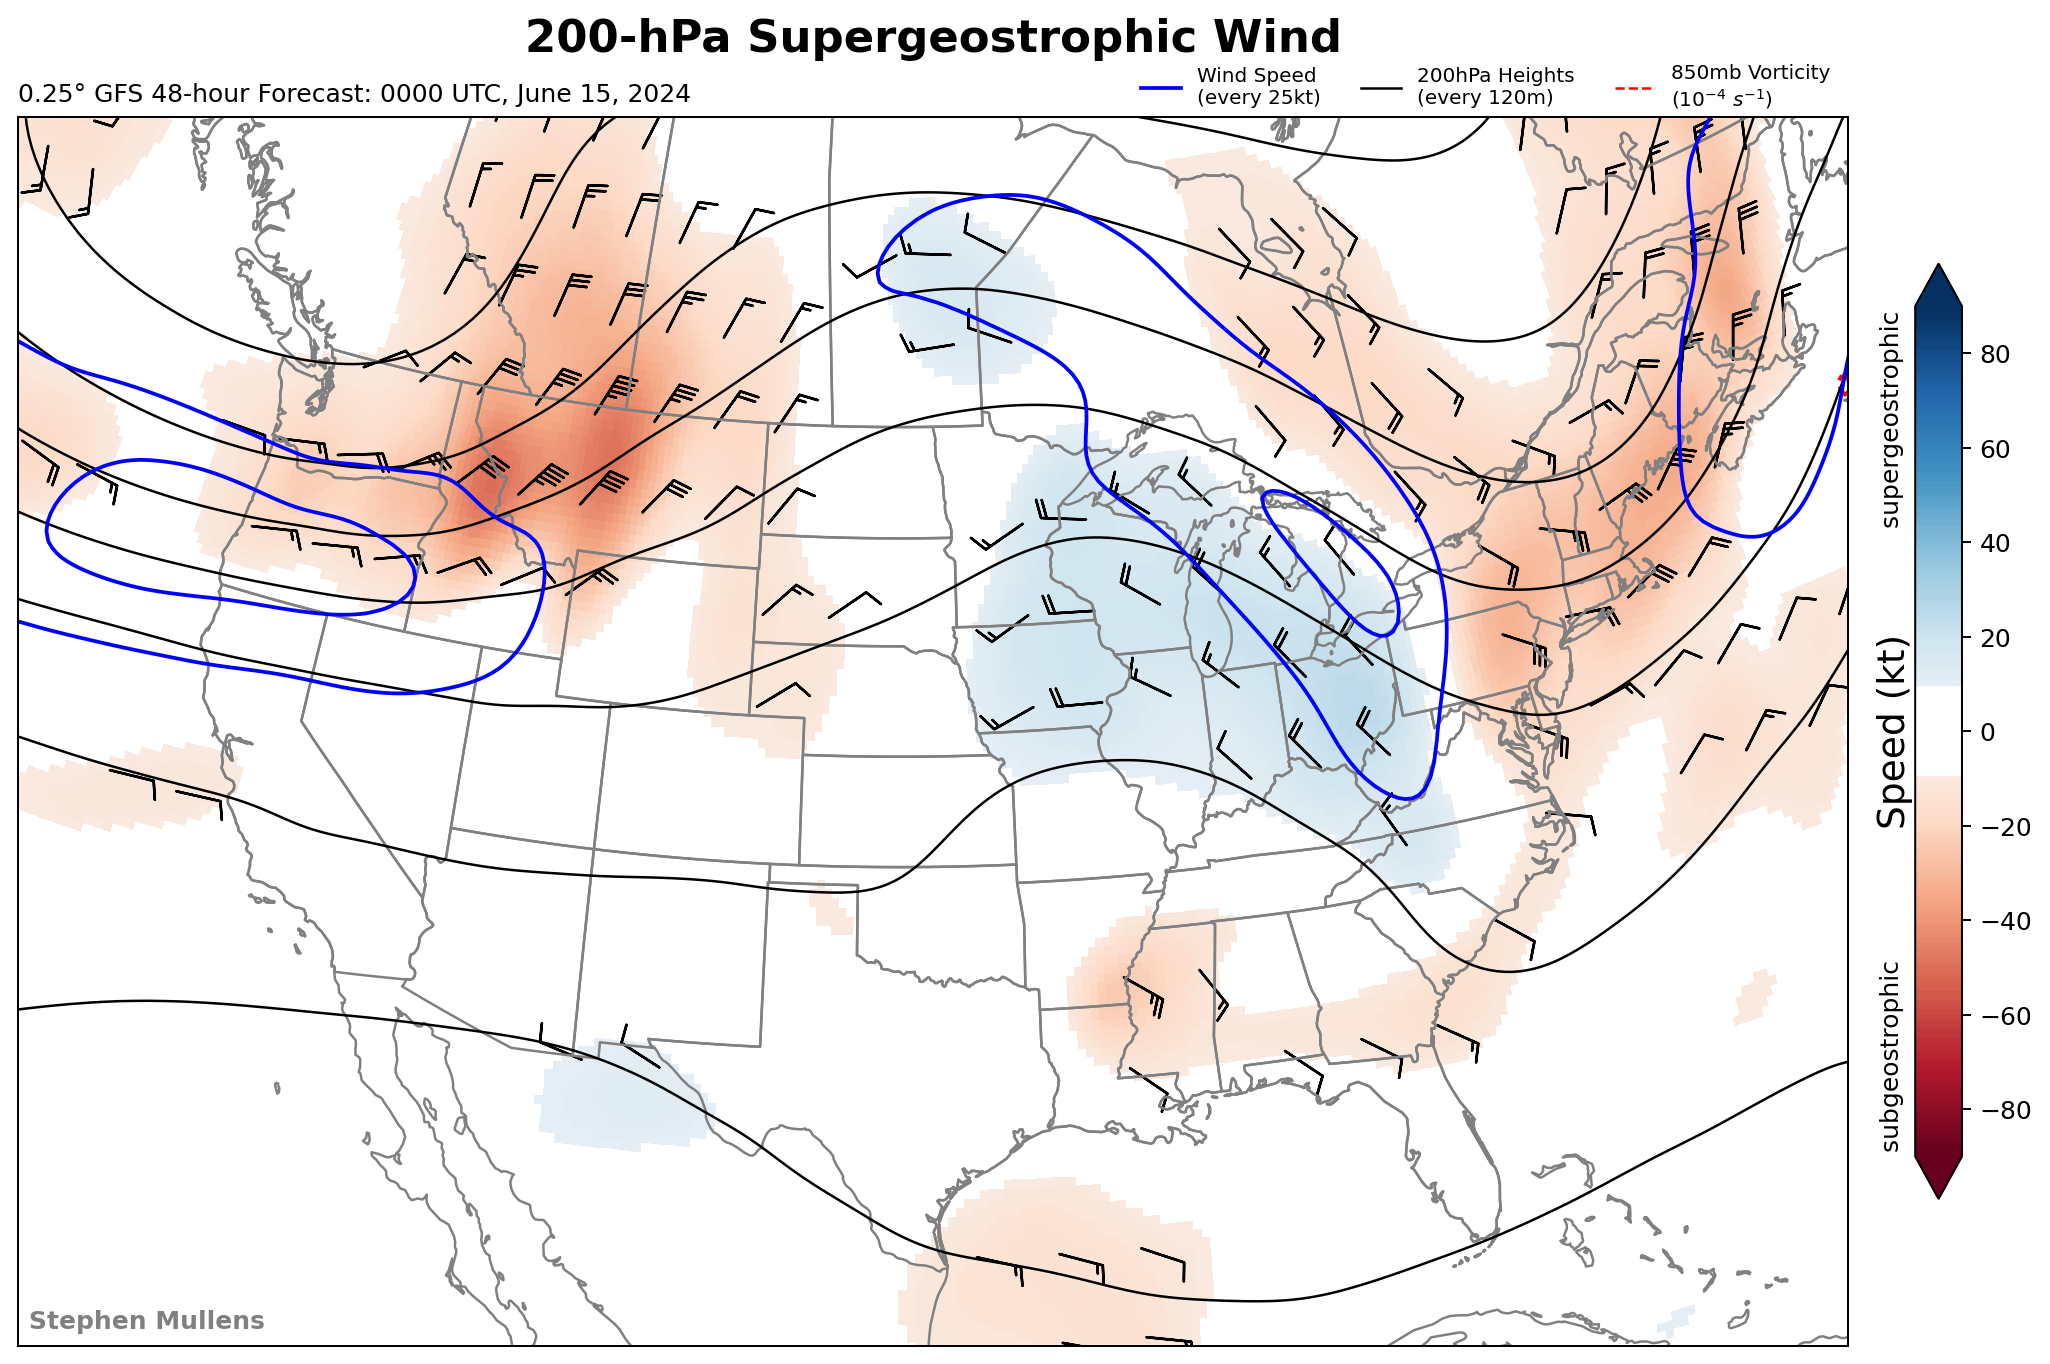 200-hPa Supergeostrophic Wind
0.25° GFS 48-hour Forecast: 0000 UTC, June 15, 2024
Wind Speed
(every 25kt)
200hPa Heights
(every 120m)
850mb Vorticity
(10⁻⁴ s⁻¹)
supergeostrophic
Speed (kt)
subgeostrophic
80
60
40
20
0
−20
−40
−60
−80
Stephen Mullens